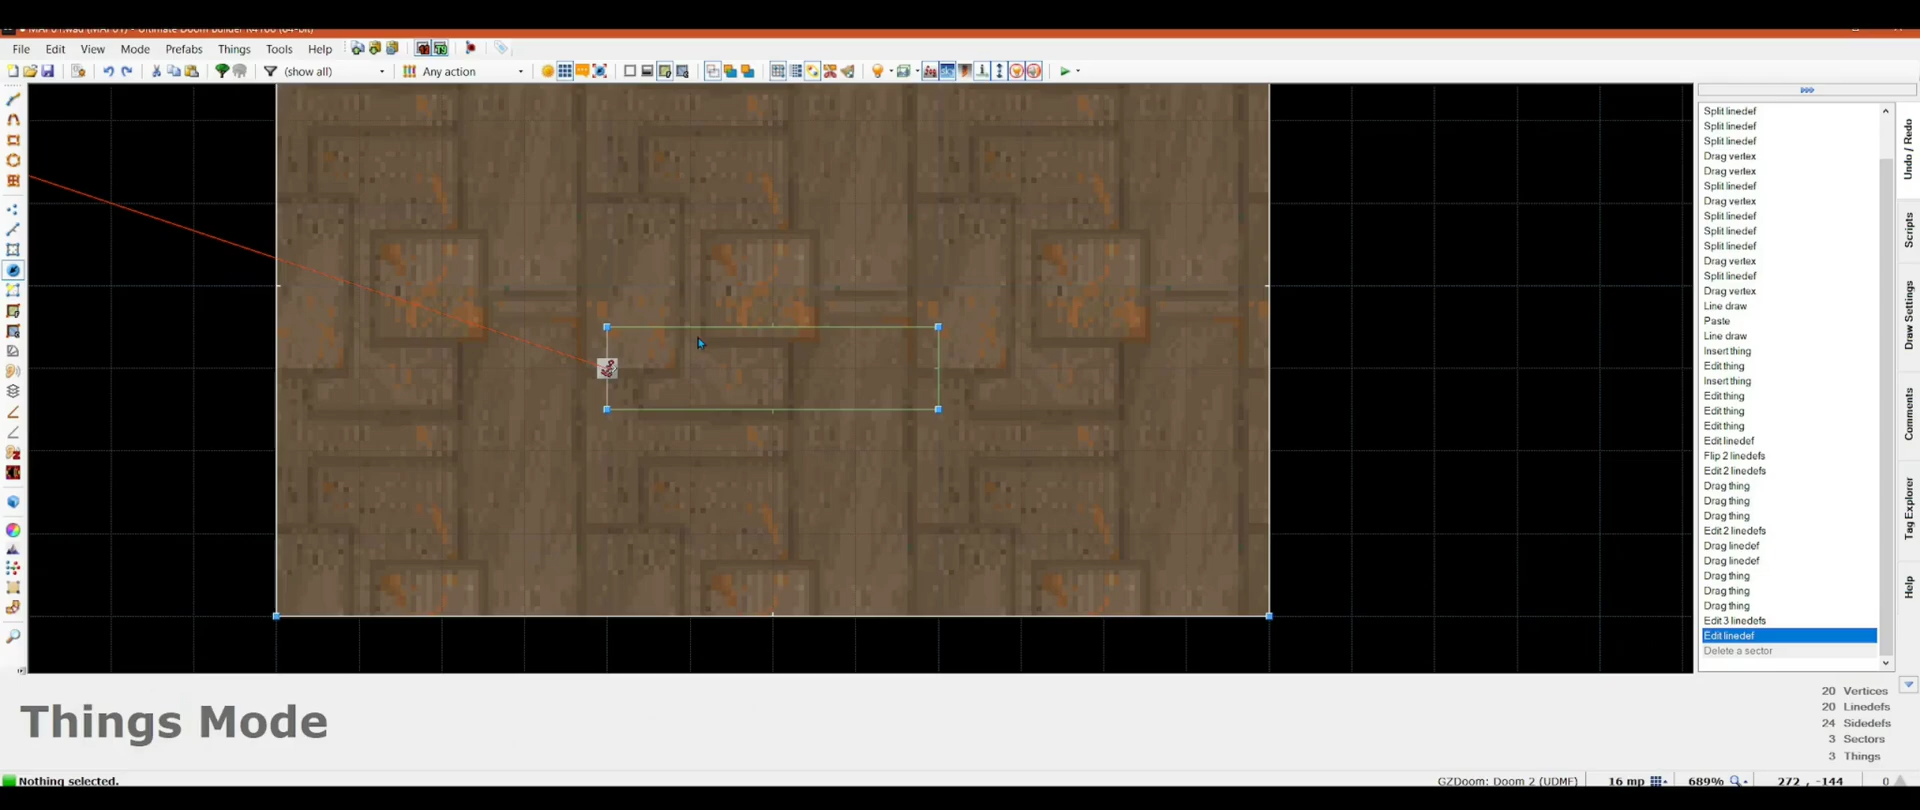 File Edit View Mode Prefabs Things Tools Help
(show all) Any action
Split linedef
Split linedef
Split linedef
Drag vertex
Drag vertex
Split linedef
Drag vertex
Split linedef
Split linedef
Split linedef
Drag vertex
Split linedef
Drag vertex
Line draw
Paste
Line draw
Insert thing
Edit thing
Insert thing
Edit thing
Edit thing
Edit thing
Edit linedef
Flip 2 linedefs
Edit 2 linedefs
Drag thing
Drag thing
Drag thing
Edit 2 linedefs
Drag linedef
Drag linedef
Drag thing
Drag thing
Drag thing
Edit 3 linedefs
Edit linedef
Delete a sector
Undo / Redo
Scripts
Draw Settings
Comments
Tag Explorer
Help
Things Mode
20 Vertices
20 Linedefs
24 Sidedefs
3 Sectors
3 Things
Nothing selected.
GZDoom: Doom 2 (UDMF) 16 mp 689% 272 , -144 0